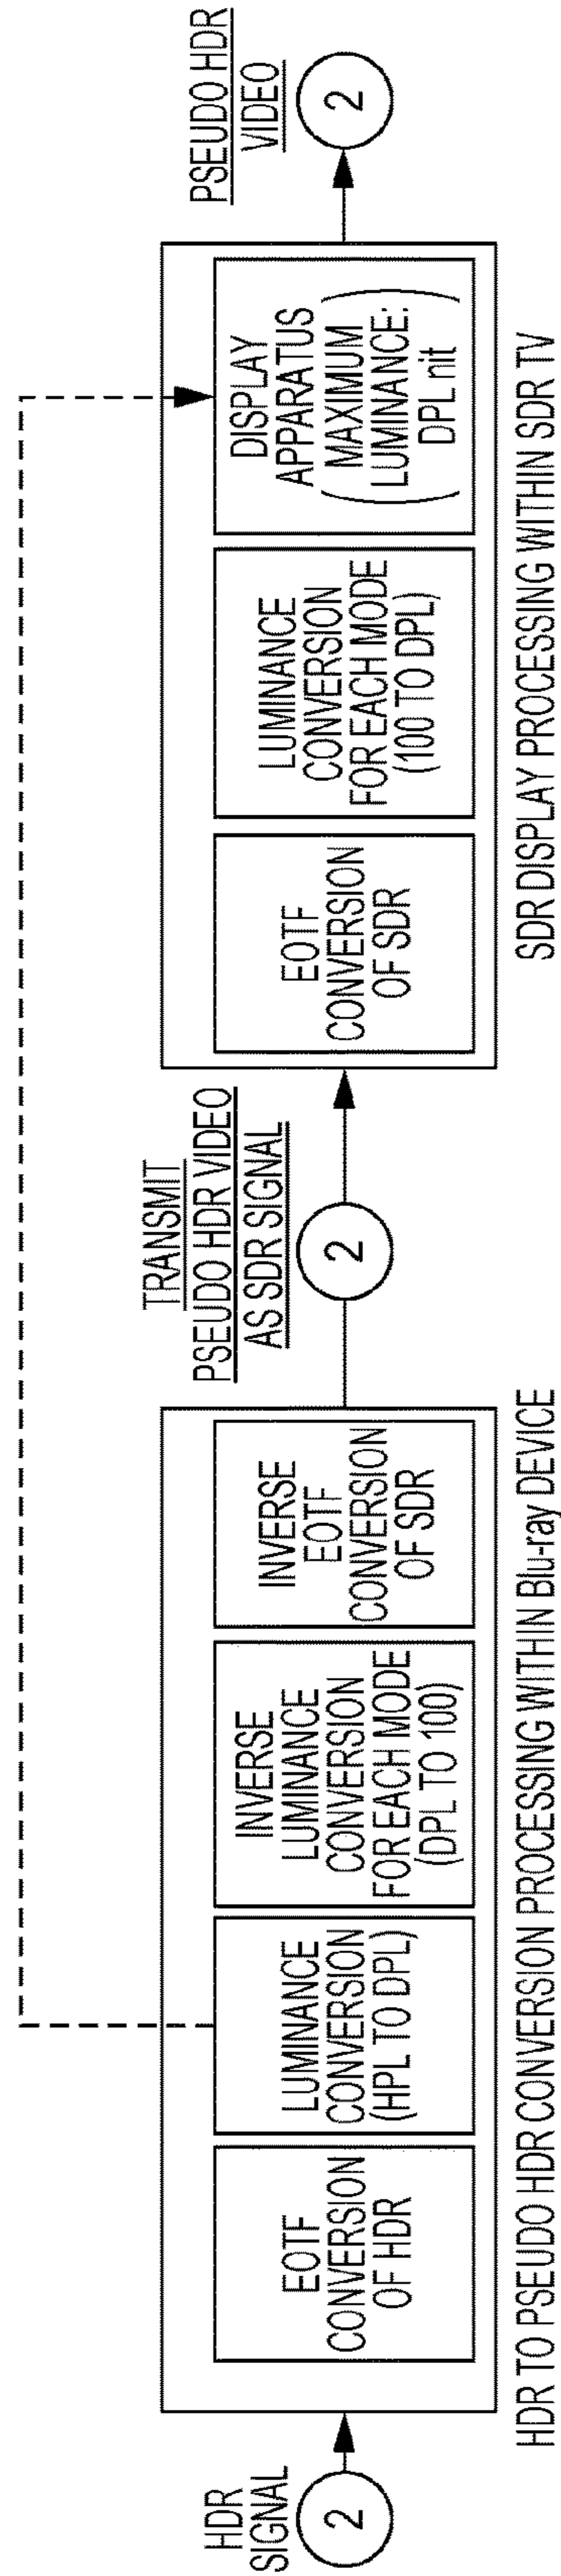 HDR
SIGNAL
2
EOTF
CONVERSION
OF HDR
LUMINANCE
CONVERSION
(HPL TO DPL)
INVERSE
LUMINANCE
CONVERSION
FOR EACH MODE
(DPL TO 100)
INVERSE
EOTF
CONVERSION
OF SDR
HDR TO PSEUDO HDR CONVERSION PROCESSING WITHIN Blu-ray DEVICE
TRANSMIT
PSEUDO HDR VIDEO
AS SDR SIGNAL
2
EOTF
CONVERSION
OF SDR
LUMINANCE
CONVERSION
FOR EACH MODE
(100 TO DPL)
DISPLAY
APPARATUS
(MAXIMUM
LUMINANCE:
DPL nit)
SDR DISPLAY PROCESSING WITHIN SDR TV
PSEUDO HDR
VIDEO
2